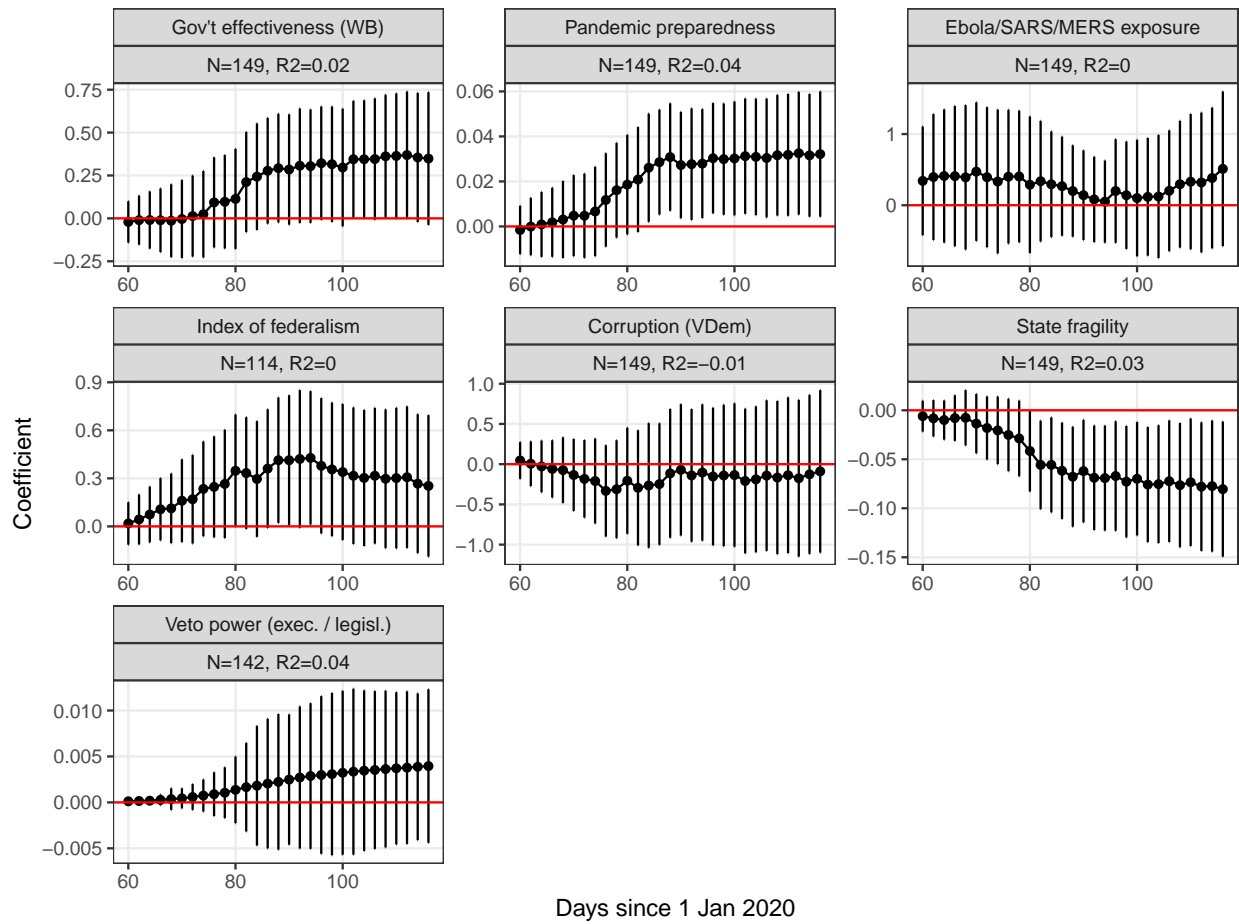 Gov't effectiveness (WB)
N=149, R2=0.02
0.75
0.50
0.25
0.00
−0.25
60 80 100
Pandemic preparedness
N=149, R2=0.04
0.06
0.04
0.02
0.00
60 80 100
Ebola/SARS/MERS exposure
N=149, R2=0
1
0
60 80 100
Index of federalism
N=114, R2=0
0.9
0.6
0.3
0.0
60 80 100
Corruption (VDem)
N=149, R2=−0.01
1.0
0.5
0.0
−0.5
−1.0
60 80 100
State fragility
N=149, R2=0.03
0.00
−0.05
−0.10
−0.15
60 80 100
Veto power (exec. / legisl.)
N=142, R2=0.04
0.010
0.005
0.000
−0.005
60 80 100
Coefficient
Days since 1 Jan 2020